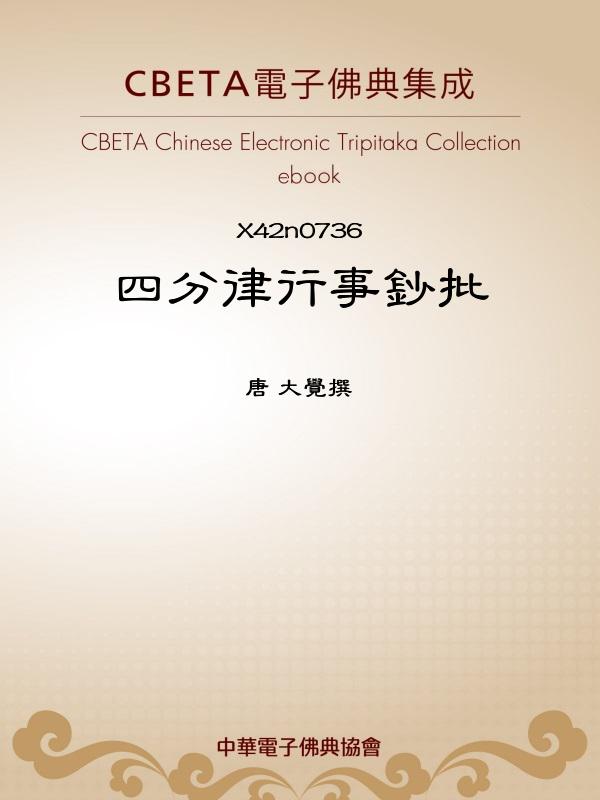 CBETA電子佛典集成
CBETA Chinese Electronic Tripitaka Collection
ebook
X42n0736
四分律行事鈔批
唐 大覺撰
中華電子佛典協會